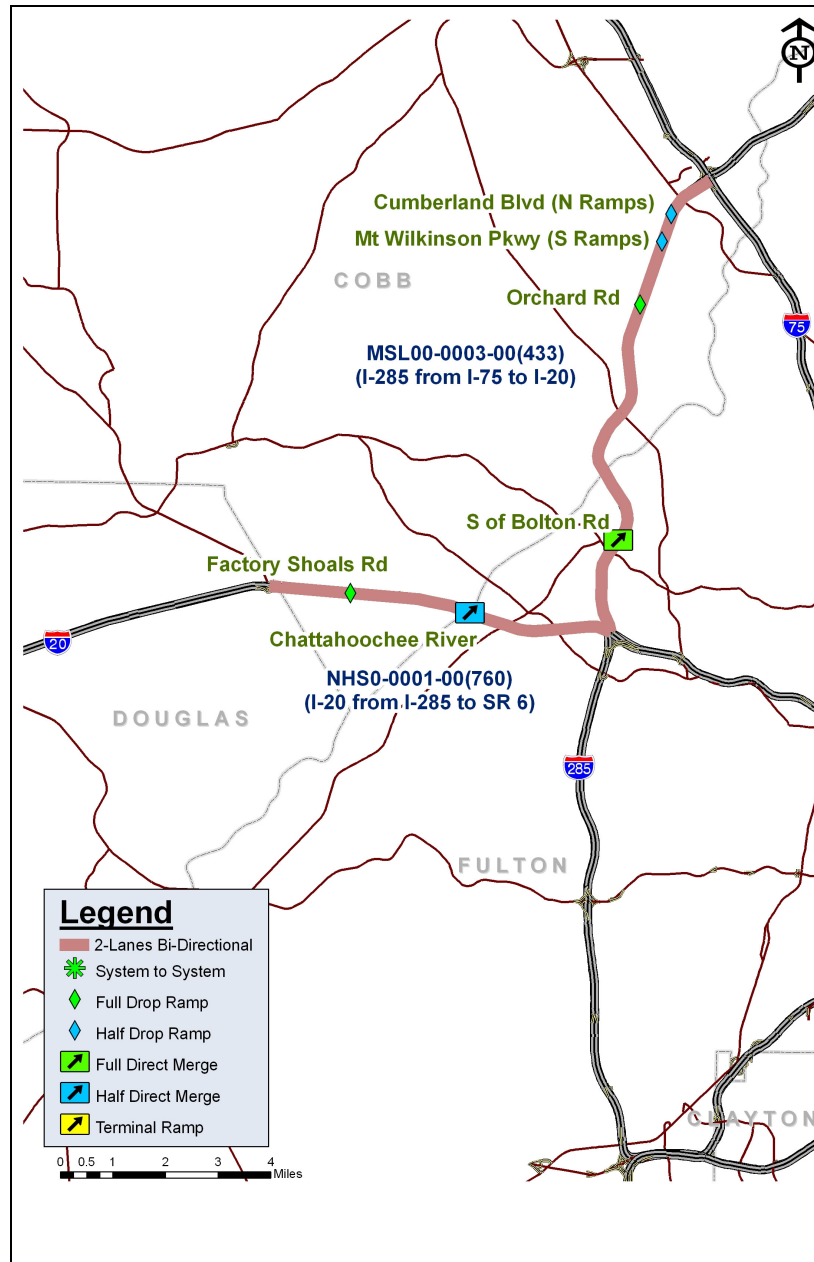 N
Cumberland Blvd (N Ramps)
Mt Wilkinson Pkwy (S Ramps)
COBB
Orchard Rd
75
MSL00-0003-00(433)
(I-285 from I-75 to I-20)
S of Bolton Rd
Factory Shoals Rd
20
Chattahoochee River
NHS0-0001-00(760)
(I-20 from I-285 to SR 6)
DOUGLAS
285
FULTON
Legend
2-Lanes Bi-Directional
System to System
Full Drop Ramp
Half Drop Ramp
Full Direct Merge
Half Direct Merge
Terminal Ramp
CLAYTON
0 0.5 1 2 3 4
Miles